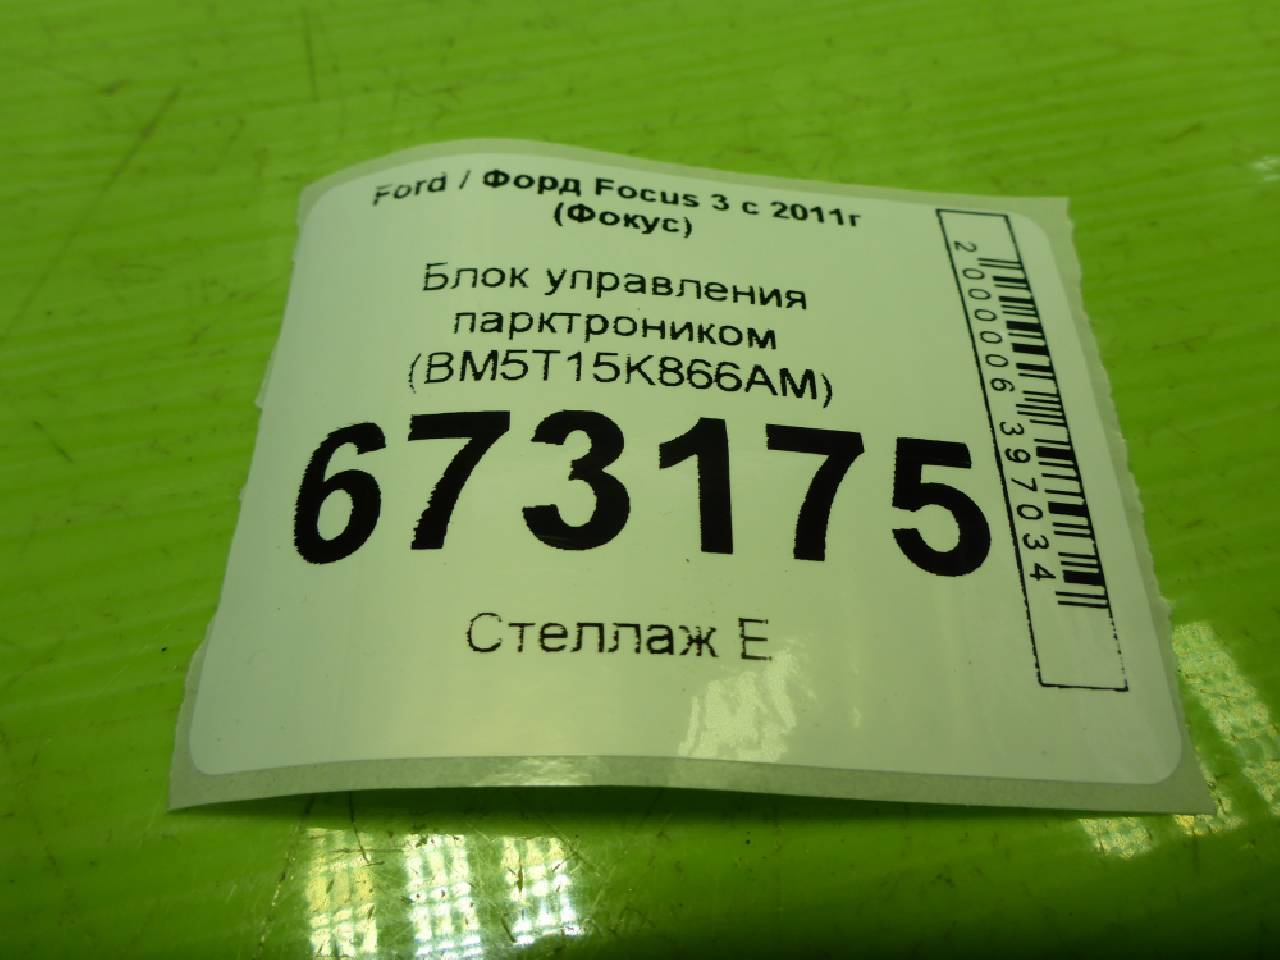 Ford / Форд Focus 3 с 2011г
(Фокус)
Блок управления
парктроником
(BM5T15K866AM)
673175
Стеллаж Е
2000006397034